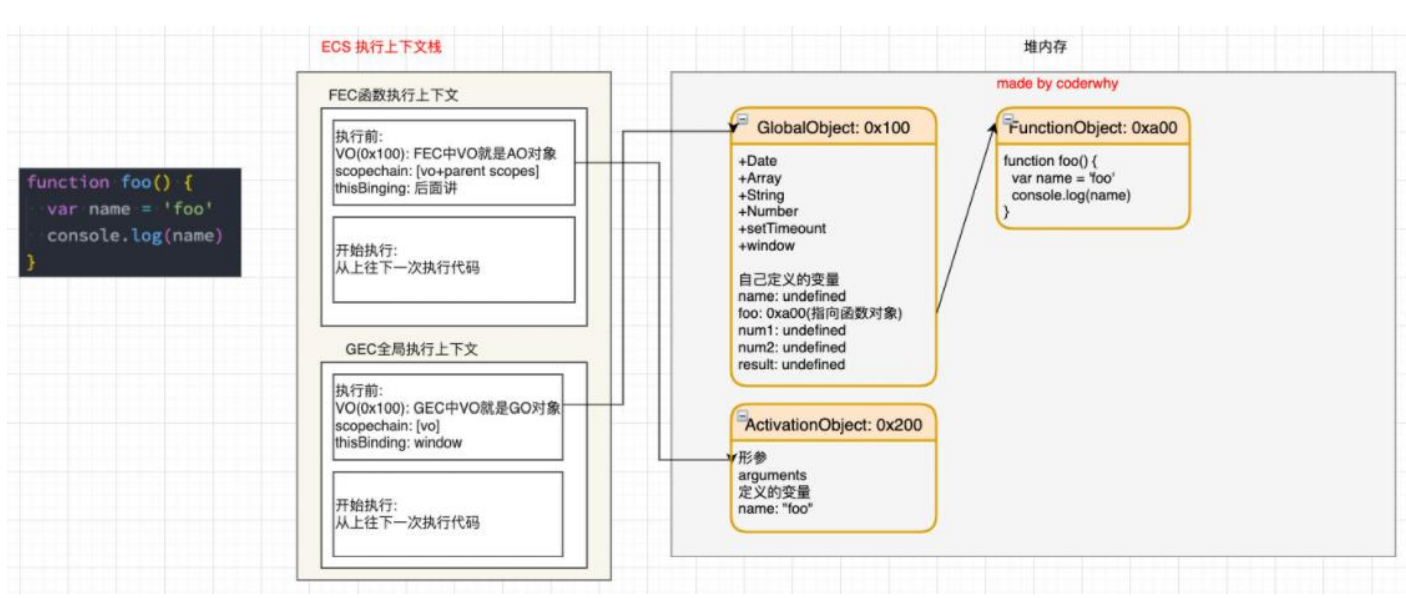 ECS 执行上下文栈
堆内存
made by coderwhy
FEC函数执行上下文
执行前:
VO(0x100): FEC中VO就是AO对象
scopechain: [vo+parent scopes]
thisBinging: 后面讲
开始执行:
从上往下一次执行代码
GEC全局执行上下文
执行前:
VO(0x100): GEC中VO就是GO对象
scopechain: [vo]
thisBinding: window
开始执行:
从上往下一次执行代码
function foo() {
var name = 'foo'
console.log(name)
}
GlobalObject: 0x100
+Date
+Array
+String
+Number
+setTimeount
+window
自己定义的变量
name: undefined
foo: 0xa00(指向函数对象)
num1: undefined
num2: undefined
result: undefined
ActivationObject: 0x200
形参
arguments
定义的变量
name: "foo"
FunctionObject: 0xa00
function foo() {
var name = 'foo'
console.log(name)
}